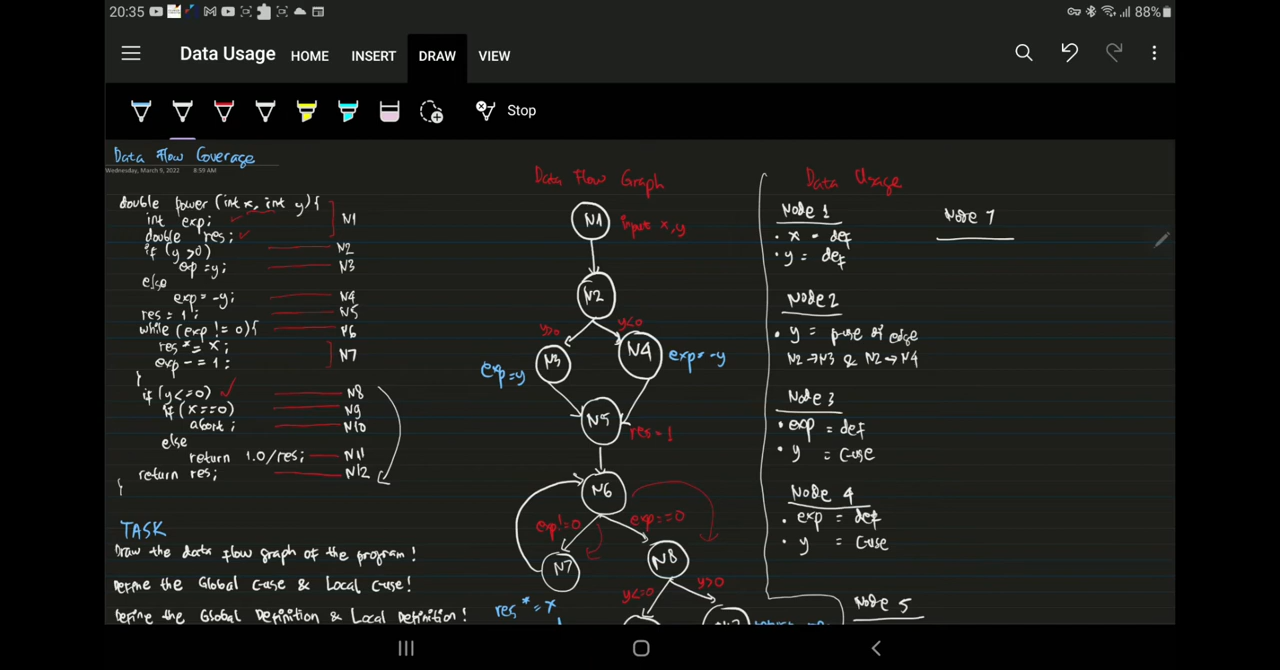 20:35
88%
Data Usage
HOME
INSERT
DRAW
VIEW
Stop
Data Flow Coverage
Wednesday, March 9, 2022 8:59 AM
double power (int x, int y){
int exp;
double res;
N1
if (y>0)
N2
exp =y;
N3
else
exp = -y;
N4
res = 1;
N5
while (exp != 0){
N6
res* = x;
exp - = 1;
N7
}
if (y<=0)
N8
if (x==0)
N9
abort;
N10
else
return 1.0/res;
N11
return res;
N12
}
TASK
Draw the data flow graph of the program!
Define the Global C-use & Local C-use!
Define the Global Definition & Local Definition!
Data Flow Graph
N1
input x,y
N2
y>0
y<0
N3
N4
exp=y
exp=-y
N5
res=1
N6
exp!=0
exp==0
N7
N8
y<=0
y>0
res * = x
Data Usage
Node 1
• x = def
• y = def
Node 2
• y = puse of edge
N2→N3 & N2→N4
Node 3
• exp = def
• y = C-use
Node 4
• exp = def
• y = C-use
Node 5
Node 7